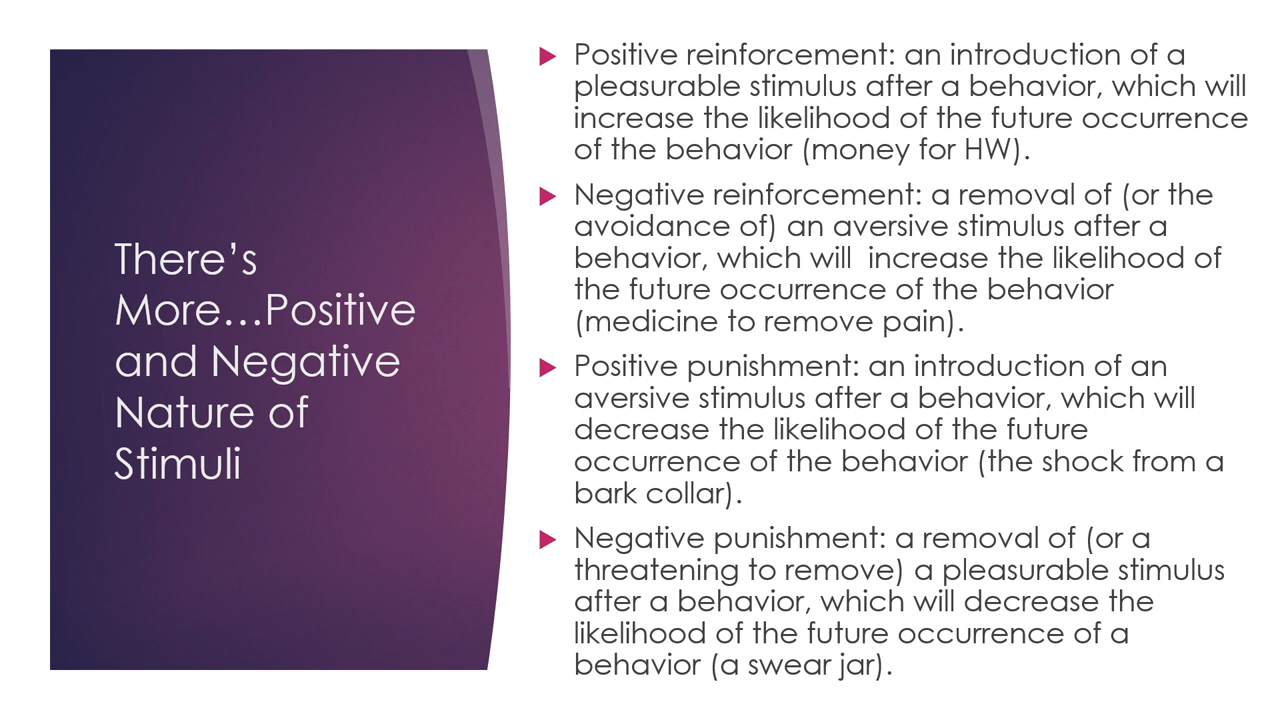 There’s
More…Positive
and Negative
Nature of
Stimuli
Positive reinforcement: an introduction of a
pleasurable stimulus after a behavior, which will
increase the likelihood of the future occurrence
of the behavior (money for HW).
Negative reinforcement: a removal of (or the
avoidance of) an aversive stimulus after a
behavior, which will  increase the likelihood of
the future occurrence of the behavior
(medicine to remove pain).
Positive punishment: an introduction of an
aversive stimulus after a behavior, which will
decrease the likelihood of the future
occurrence of the behavior (the shock from a
bark collar).
Negative punishment: a removal of (or a
threatening to remove) a pleasurable stimulus
after a behavior, which will decrease the
likelihood of the future occurrence of a
behavior (a swear jar).